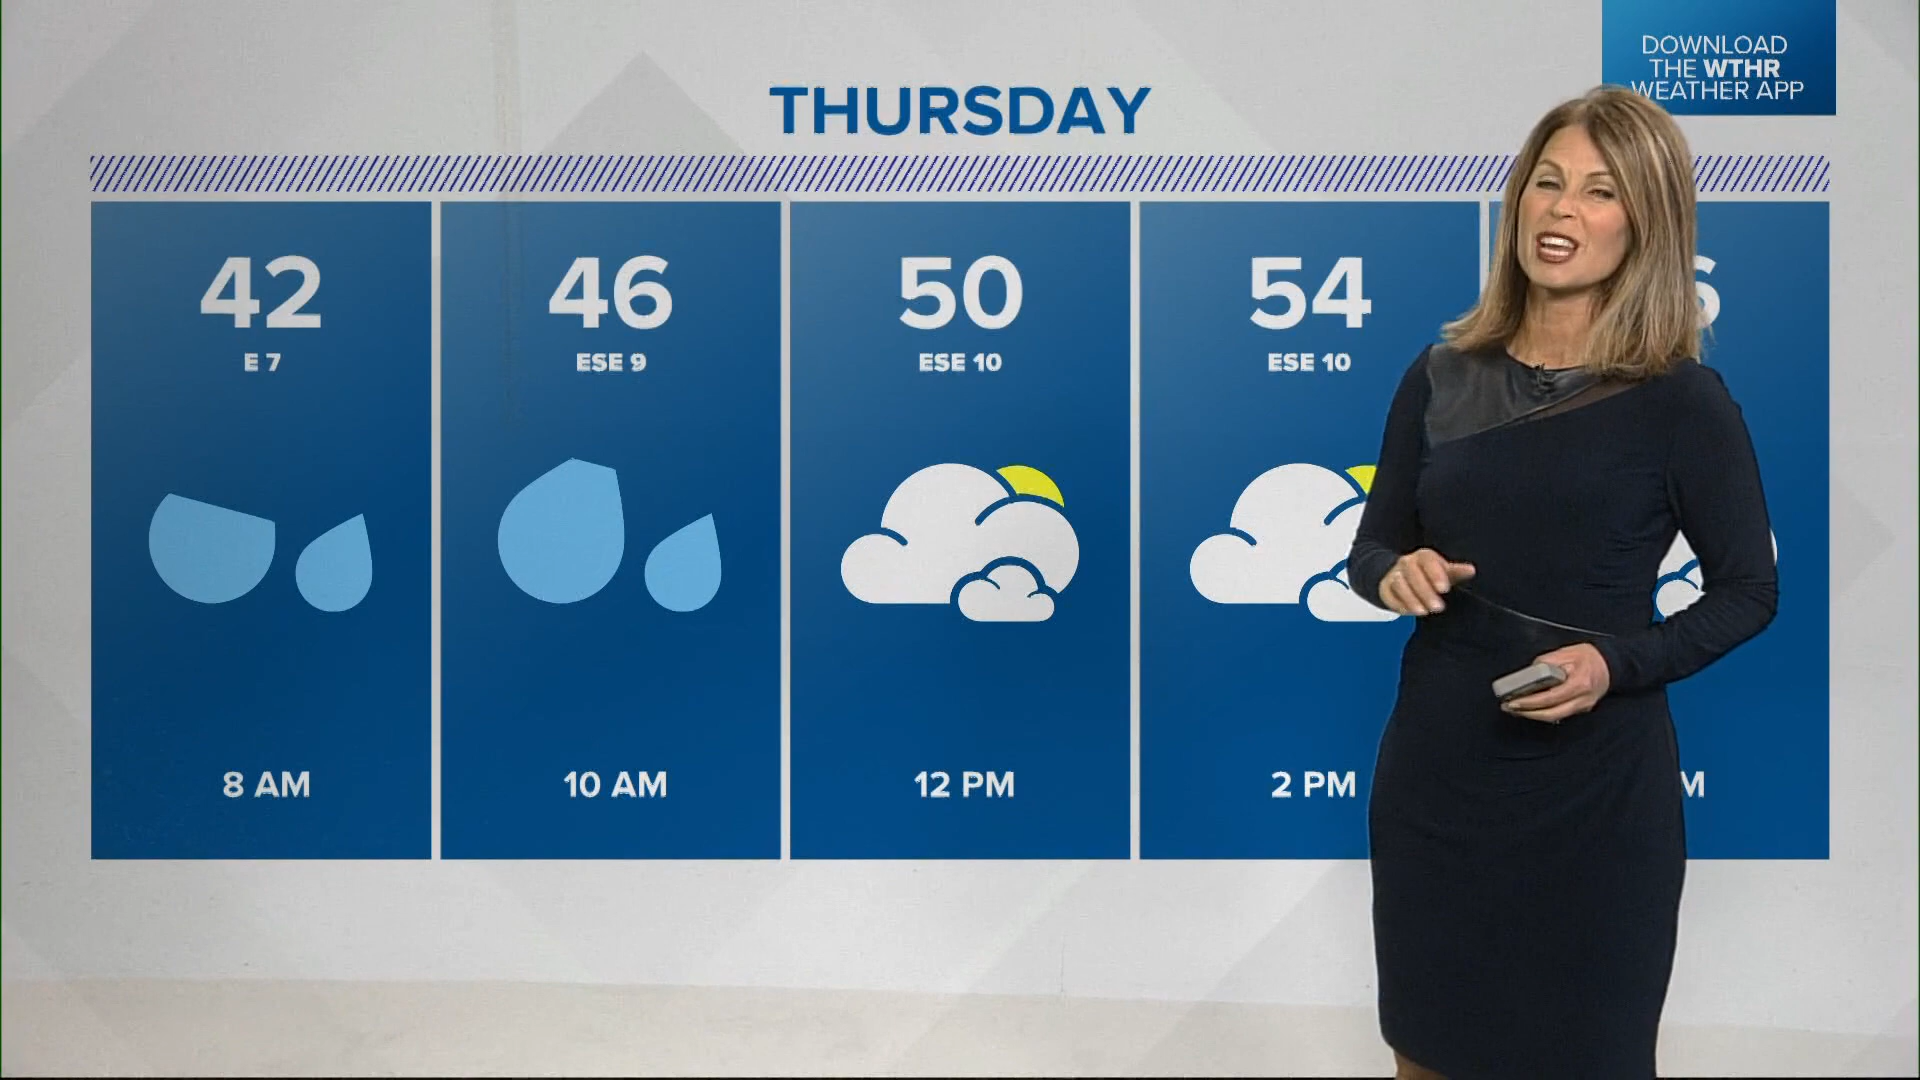 DOWNLOAD
THE WTHR
WEATHER APP
THURSDAY
42
E 7
8 AM
46
ESE 9
10 AM
50
ESE 10
12 PM
54
ESE 10
2 PM